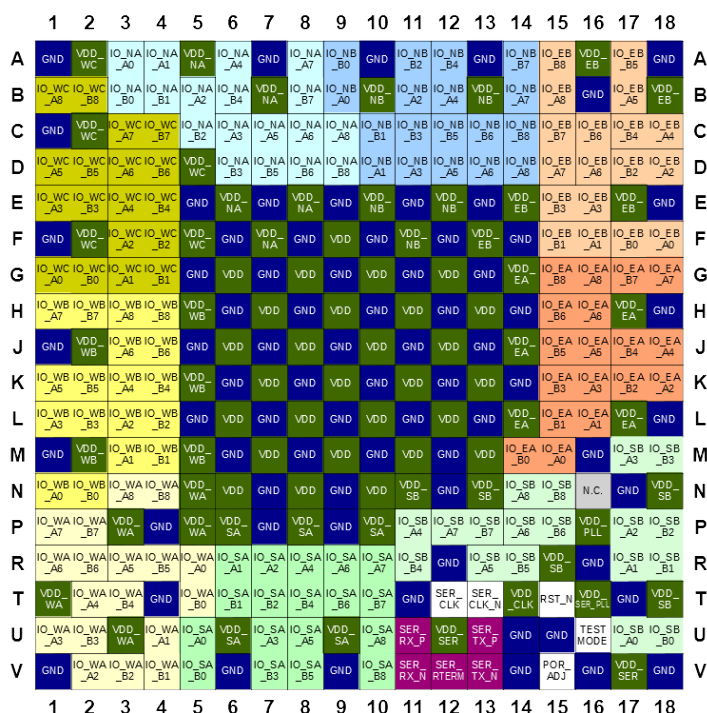 1 2 3 4 5 6 7 8 9 10 11 12 13 14 15 16 17 18
A GND VDD_WC IO_NA_A0 IO_NA_A1 VDD_NA IO_NA_A4 GND IO_NA_A7 IO_NB_B0 GND IO_NB_B2 IO_NB_B4 GND IO_NB_B7 IO_EB_B8 VDD_EB IO_EB_B5 GND A
B IO_WC_A8 IO_WC_B8 IO_NA_B0 IO_NA_B1 IO_NA_A2 IO_NA_B4 VDD_NA IO_NA_B7 IO_NB_A0 VDD_NB IO_NB_A2 IO_NB_A4 VDD_NB IO_NB_A7 IO_EB_A8 GND IO_EB_A5 VDD_EB B
C GND VDD_WC IO_WC_A7 IO_WC_B7 IO_NA_B2 IO_NA_A3 IO_NA_A5 IO_NA_A6 IO_NA_A8 IO_NB_B1 IO_NB_B3 IO_NB_B5 IO_NB_B6 IO_NB_B8 IO_EB_B7 IO_EB_B6 IO_EB_B4 IO_EB_A4 C
D IO_WC_A5 IO_WC_B5 IO_WC_A6 IO_WC_B6 VDD_WC IO_NA_B3 IO_NA_B5 IO_NA_B6 IO_NA_B8 IO_NB_A1 IO_NB_A3 IO_NB_A5 IO_NB_A6 IO_NB_A8 IO_EB_A7 IO_EB_A6 IO_EB_B2 IO_EB_A2 D
E IO_WC_A3 IO_WC_B3 IO_WC_A4 IO_WC_B4 GND VDD_NA GND VDD_NA GND VDD_NB GND VDD_NB GND VDD_EB IO_EB_B3 IO_EB_A3 VDD_EB GND E
F GND VDD_WC IO_WC_A2 IO_WC_B2 VDD_WC GND VDD_NA GND VDD GND VDD_NB GND VDD_EB GND IO_EB_B1 IO_EB_A1 IO_EB_B0 IO_EB_A0 F
G IO_WC_A0 IO_WC_B0 IO_WC_A1 IO_WC_B1 GND VDD GND VDD GND VDD GND VDD GND VDD_EA IO_EA_B8 IO_EA_A8 IO_EA_B7 IO_EA_A7 G
H IO_WB_A7 IO_WB_B7 IO_WB_A8 IO_WB_B8 VDD_WB GND VDD GND VDD GND VDD GND VDD GND IO_EA_B6 IO_EA_A6 VDD_EA GND H
J GND VDD_WB IO_WB_A6 IO_WB_B6 GND VDD GND VDD GND VDD GND VDD GND VDD_EA IO_EA_B5 IO_EA_A5 IO_EA_B4 IO_EA_A4 J
K IO_WB_A5 IO_WB_B5 IO_WB_A4 IO_WB_B4 VDD_WB GND VDD GND VDD GND VDD GND VDD GND IO_EA_B3 IO_EA_A3 IO_EA_B2 IO_EA_A2 K
L IO_WB_A3 IO_WB_B3 IO_WB_A2 IO_WB_B2 GND VDD GND VDD GND VDD GND VDD GND VDD_EA IO_EA_B1 IO_EA_A1 VDD_EA GND L
M GND VDD_WB IO_WB_A1 IO_WB_B1 VDD_WB GND VDD GND VDD GND VDD GND VDD IO_EA_B0 IO_EA_A0 GND IO_SB_A3 IO_SB_B3 M
N IO_WB_A0 IO_WB_B0 IO_WA_A8 IO_WA_B8 VDD_WA VDD GND VDD GND VDD VDD_SB GND VDD_SB IO_SB_A8 IO_SB_B8 N.C. GND VDD_SB N
P IO_WA_A7 IO_WA_B7 VDD_WA GND VDD_WA VDD_SA GND VDD_SA GND VDD_SA IO_SB_A4 IO_SB_A7 IO_SB_B7 IO_SB_A6 IO_SB_B6 VDD_PLL IO_SB_A2 IO_SB_B2 P
R IO_WA_A6 IO_WA_B6 IO_WA_A5 IO_WA_B5 IO_WA_A0 IO_SA_A1 IO_SA_A2 IO_SA_A4 IO_SA_A6 IO_SA_A7 IO_SB_B4 GND IO_SB_A5 IO_SB_B5 VDD_SB GND IO_SB_A1 IO_SB_B1 R
T VDD_WA IO_WA_A4 IO_WA_B4 GND IO_WA_B0 IO_SA_B1 IO_SA_B2 IO_SA_B4 IO_SA_B6 IO_SA_B7 GND SER_CLK SER_CLK_N VDD_CLK RST_N VDD_SER_PLL GND VDD_SB T
U IO_WA_A3 IO_WA_B3 VDD_WA IO_WA_A1 IO_SA_A0 VDD_SA IO_SA_A3 IO_SA_A5 VDD_SA IO_SA_A8 SER_RX_P VDD_SER SER_TX_P GND GND TEST MODE IO_SB_A0 IO_SB_B0 U
V GND IO_WA_A2 IO_WA_B2 IO_WA_B1 IO_SA_B0 GND IO_SA_B3 IO_SA_B5 GND IO_SA_B8 SER_RX_N SER_RTERM SER_TX_N GND POR_ADJ GND VDD_SER GND V
1 2 3 4 5 6 7 8 9 10 11 12 13 14 15 16 17 18